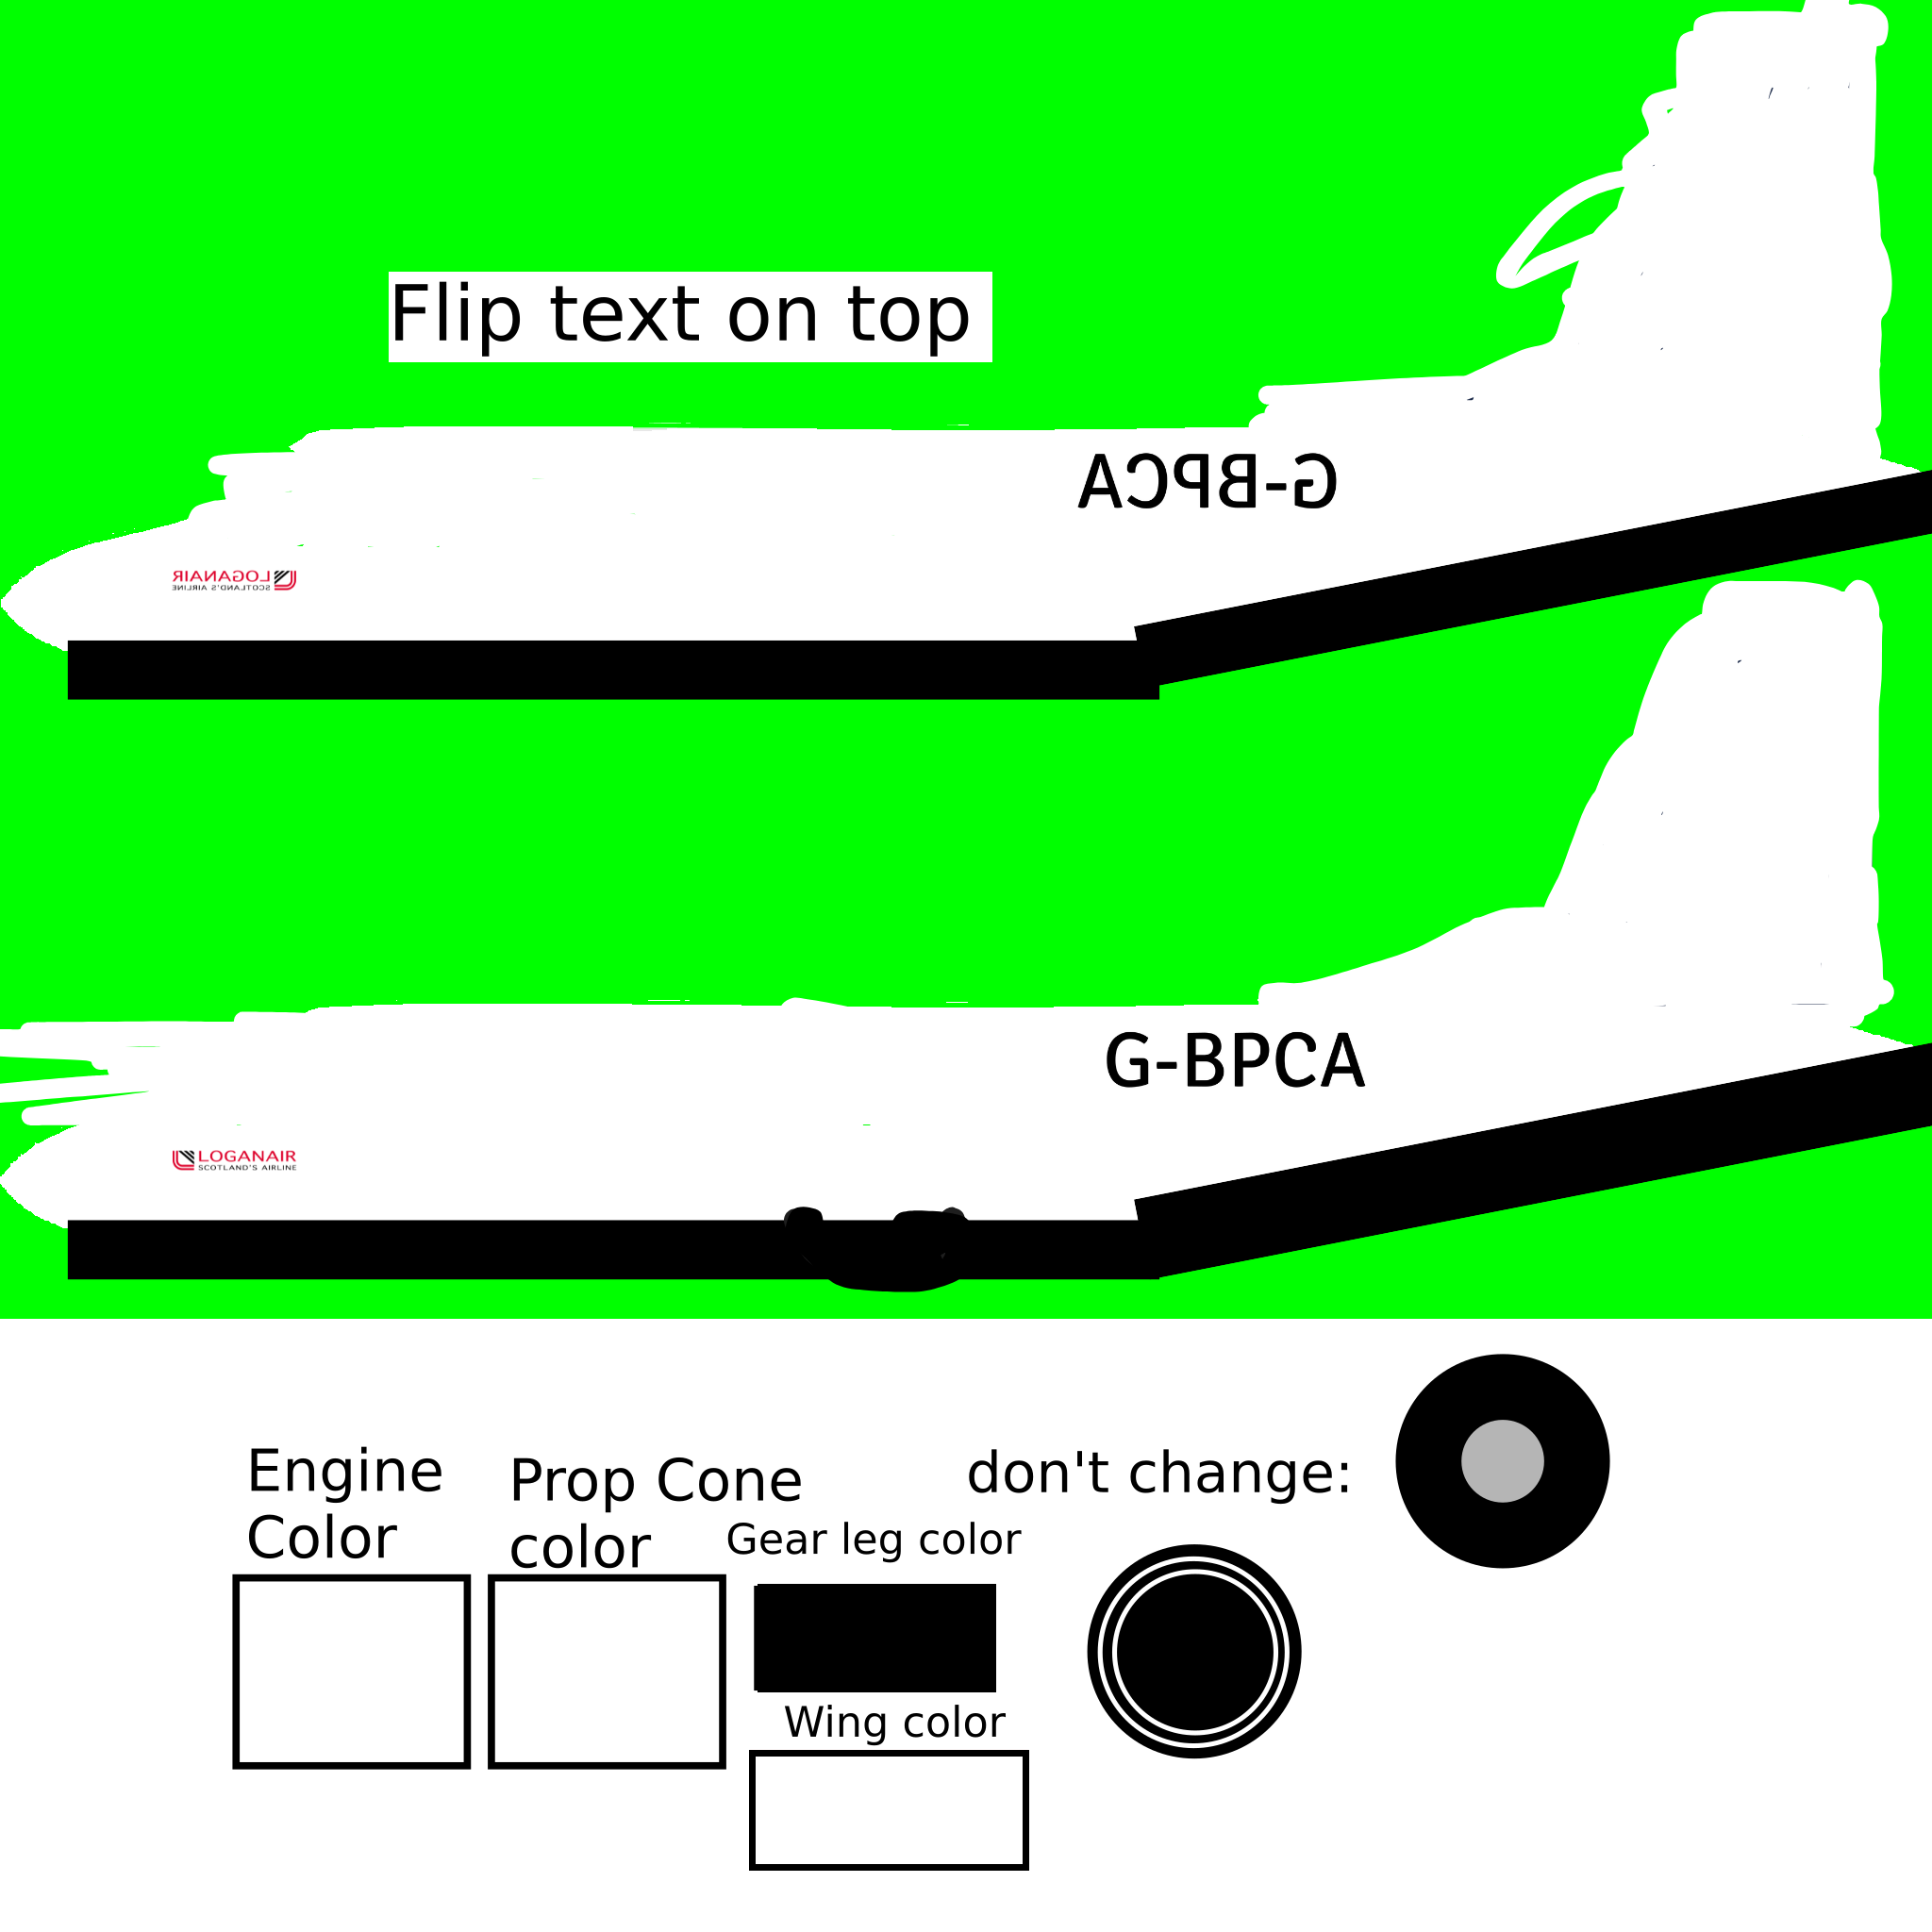 Flip text on top
G-BPCA
LOGANAIR
SCOTLAND'S AIRLINE
G-BPCA
LOGANAIR
SCOTLAND'S AIRLINE
Engine
Color
Prop Cone
color
don't change:
Gear leg color
Wing color